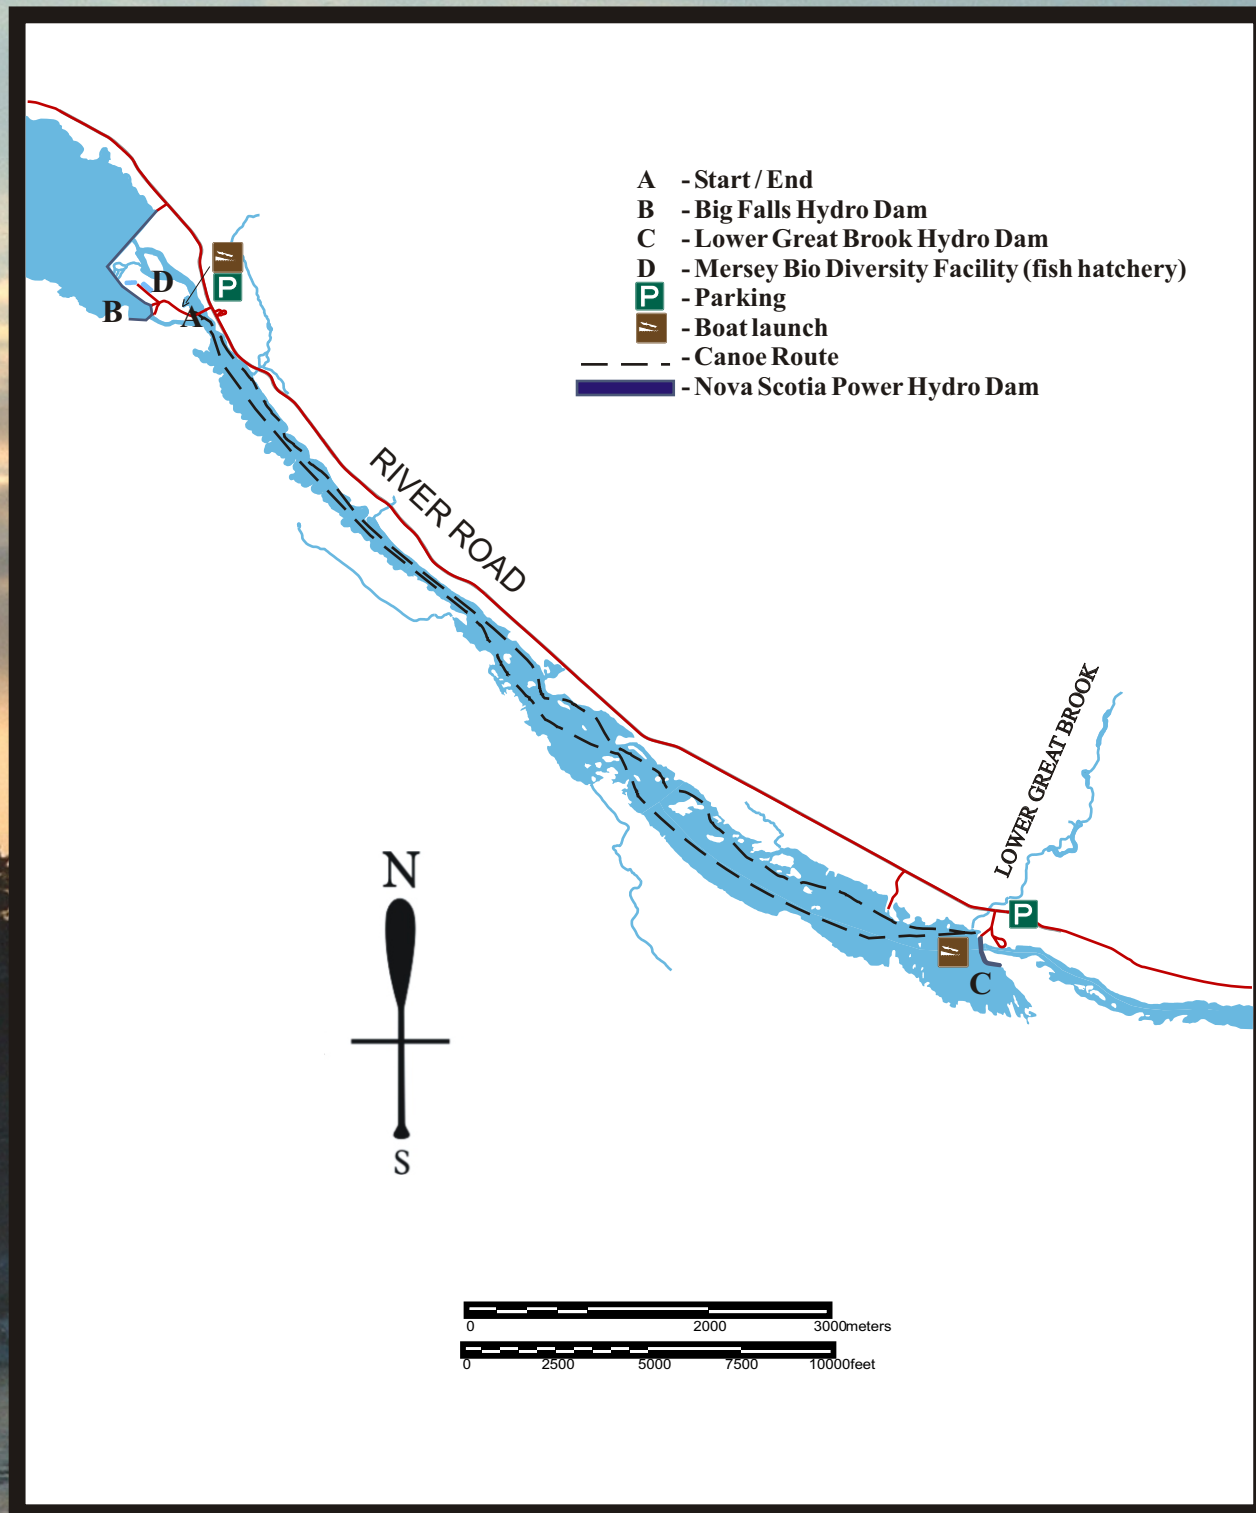 A - Start / End
B - Big Falls Hydro Dam
C - Lower Great Brook Hydro Dam
D - Mersey Bio Diversity Facility (fish hatchery)
P - Parking
- Boat launch
- Canoe Route
- Nova Scotia Power Hydro Dam
P
D
B
A
RIVER ROAD
LOWER GREAT BROOK
P
C
N
S
0 2000 3000meters
0 2500 5000 7500 10000feet